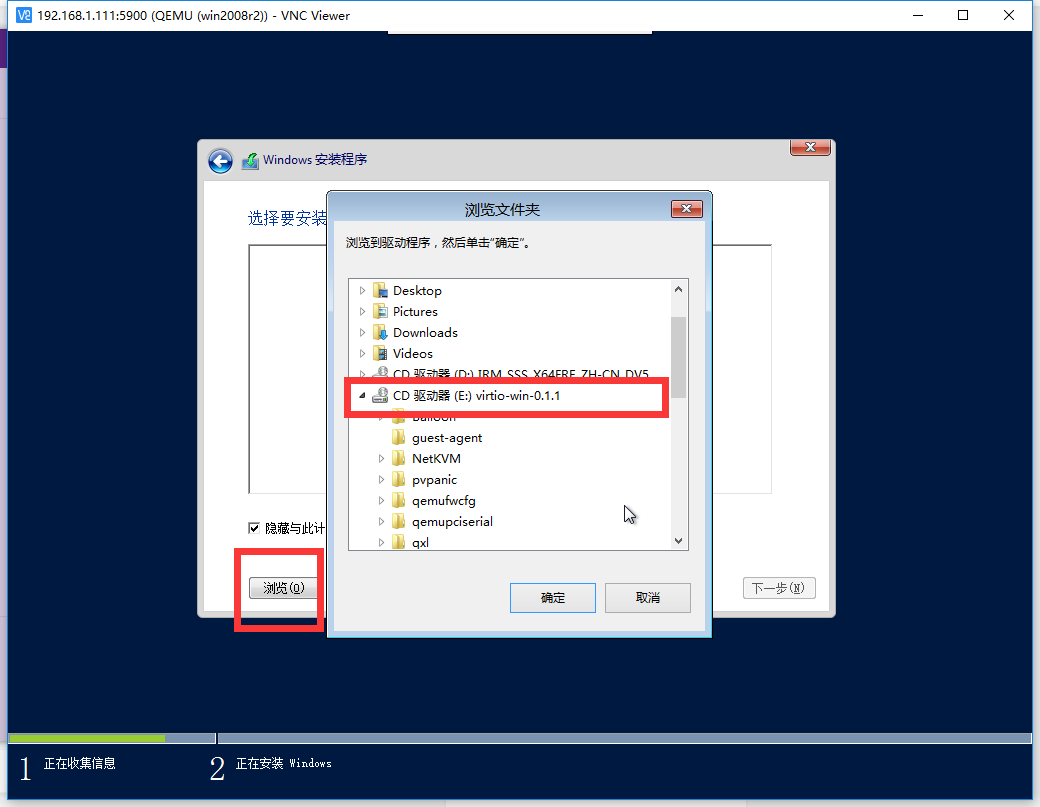 192.168.1.111:5900 (QEMU (win2008r2)) - VNC Viewer
Windows 安装程序
选择要安装
浏览文件夹
浏览到驱动程序，然后单击“确定”。
Desktop
Pictures
Downloads
Videos
CD 驱动器 (D:) IRM_SSS_X64FRE_ZH-CN_DV5
CD 驱动器 (E:) virtio-win-0.1.1
balloon
guest-agent
NetKVM
pvpanic
qemufwcfg
qemupciserial
qxl
隐藏与此计
浏览(O)
确定
取消
下一步(N)
1 正在收集信息
2 正在安装 Windows